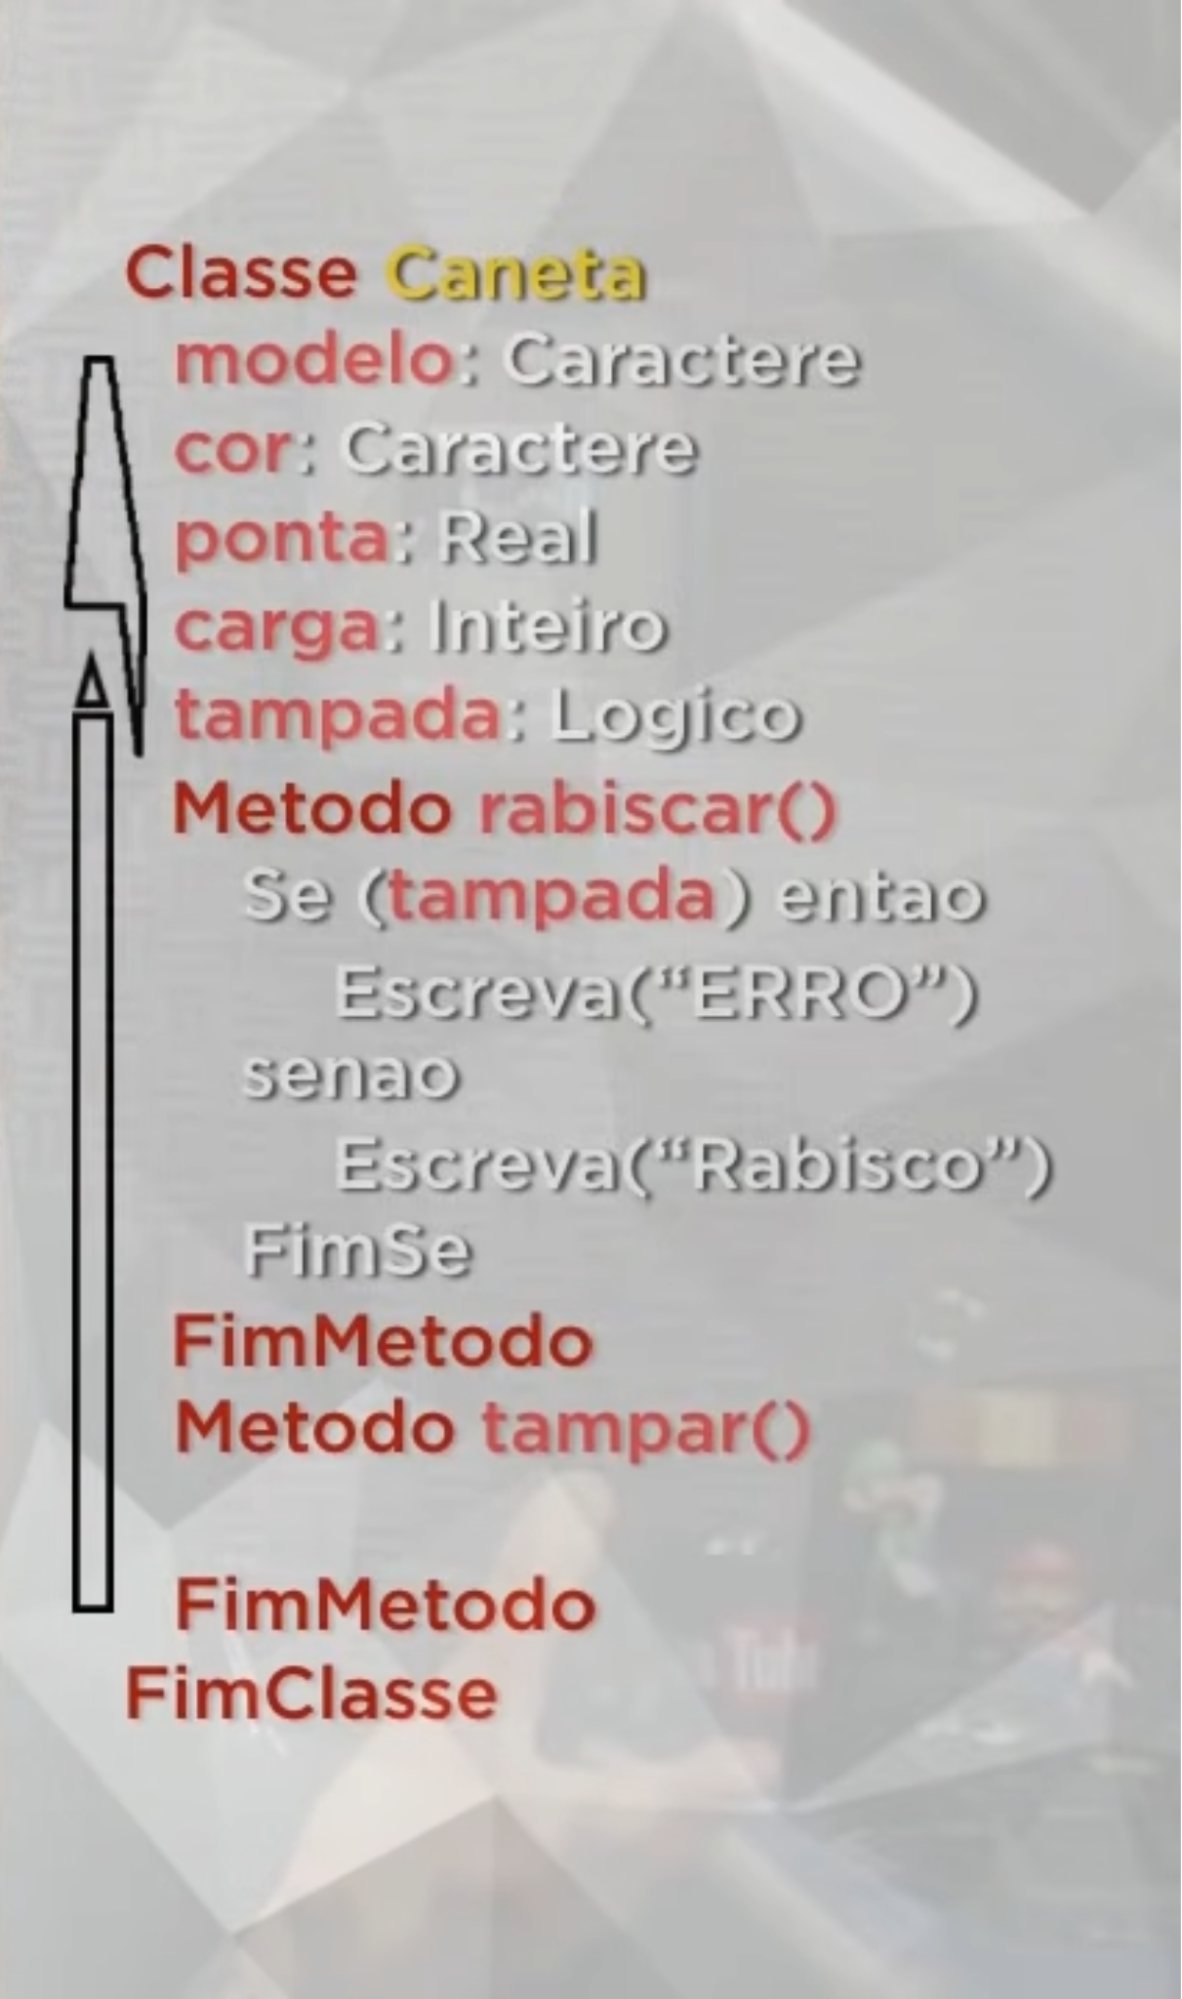 Classe Caneta
modelo: Caractere
cor: Caractere
ponta: Real
carga: Inteiro
tampada: Logico
Metodo rabiscar()
Se (tampada) entao
Escreva(“ERRO”)
senao
Escreva(“Rabisco”)
FimSe
FimMetodo
Metodo tampar()
FimMetodo
FimClasse
Tube